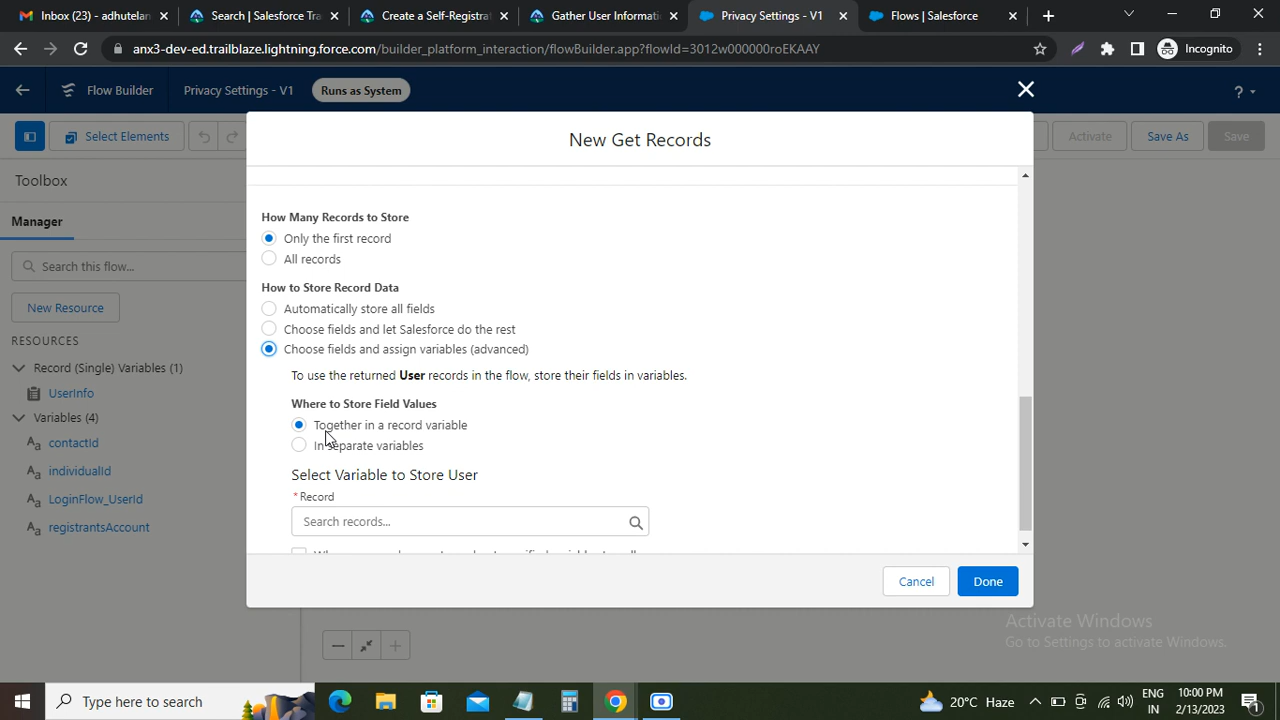 Inbox (23) - adhutelan
Search | Salesforce Tra
Create a Self-Registrat
Gather User Informati
Privacy Settings - V1
Flows | Salesforce
anx3-dev-ed.trailblaze.lightning.force.com/builder_platform_interaction/flowBuilder.app?flowId=3012w000000roEKAAY
Incognito
Flow Builder
Privacy Settings - V1
Runs as System
?
Select Elements
Activate
Save As
Save
New Get Records
Toolbox
Manager
Search this flow...
New Resource
RESOURCES
Record (Single) Variables (1)
UserInfo
Variables (4)
Aa contactId
Aa individualId
Aa LoginFlow_UserId
Aa registrantsAccount
How Many Records to Store
Only the first record
All records
How to Store Record Data
Automatically store all fields
Choose fields and let Salesforce do the rest
Choose fields and assign variables (advanced)
To use the returned User records in the flow, store their fields in variables.
Where to Store Field Values
Together in a record variable
In separate variables
Select Variable to Store User
* Record
Search records...
Cancel
Done
Activate Windows
Go to Settings to activate Windows.
Type here to search
20°C Haze
ENG
IN
10:00 PM
2/13/2023
1